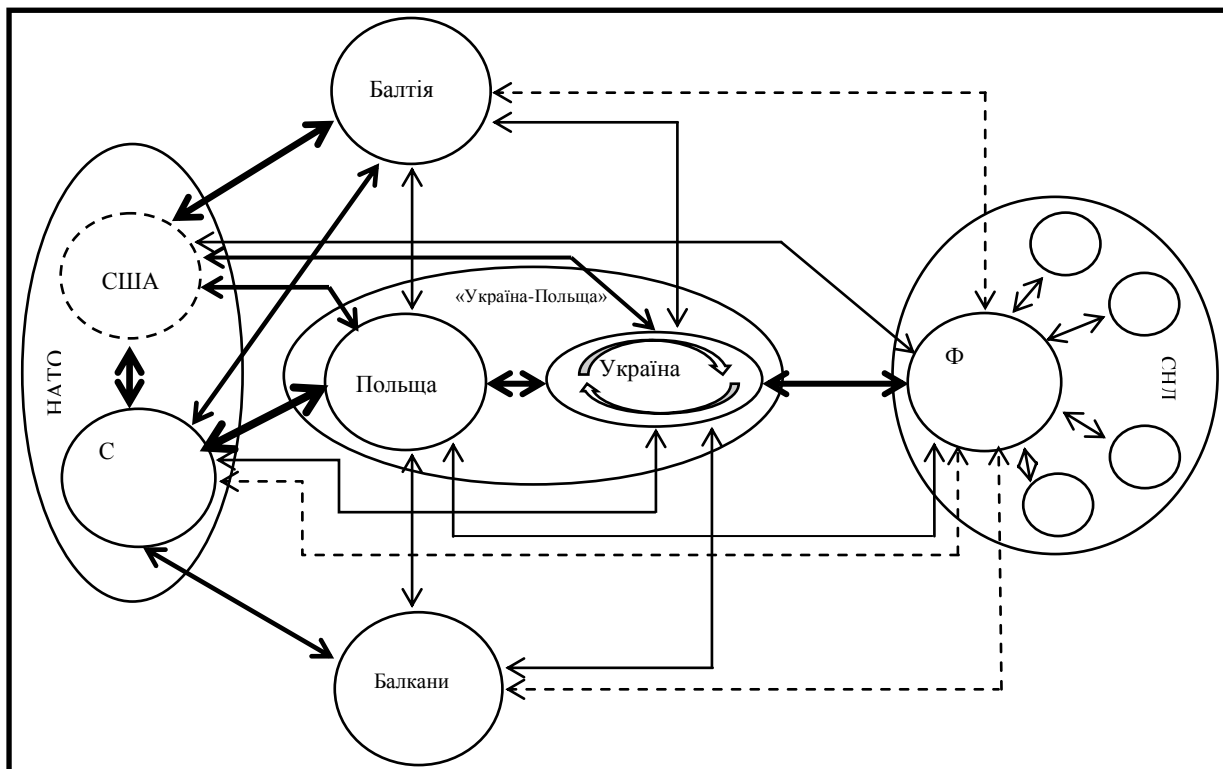 Балтія
США
«Україна-Польща»
НАТО
Польща
Україна
Ф
СНД
С
Балкани